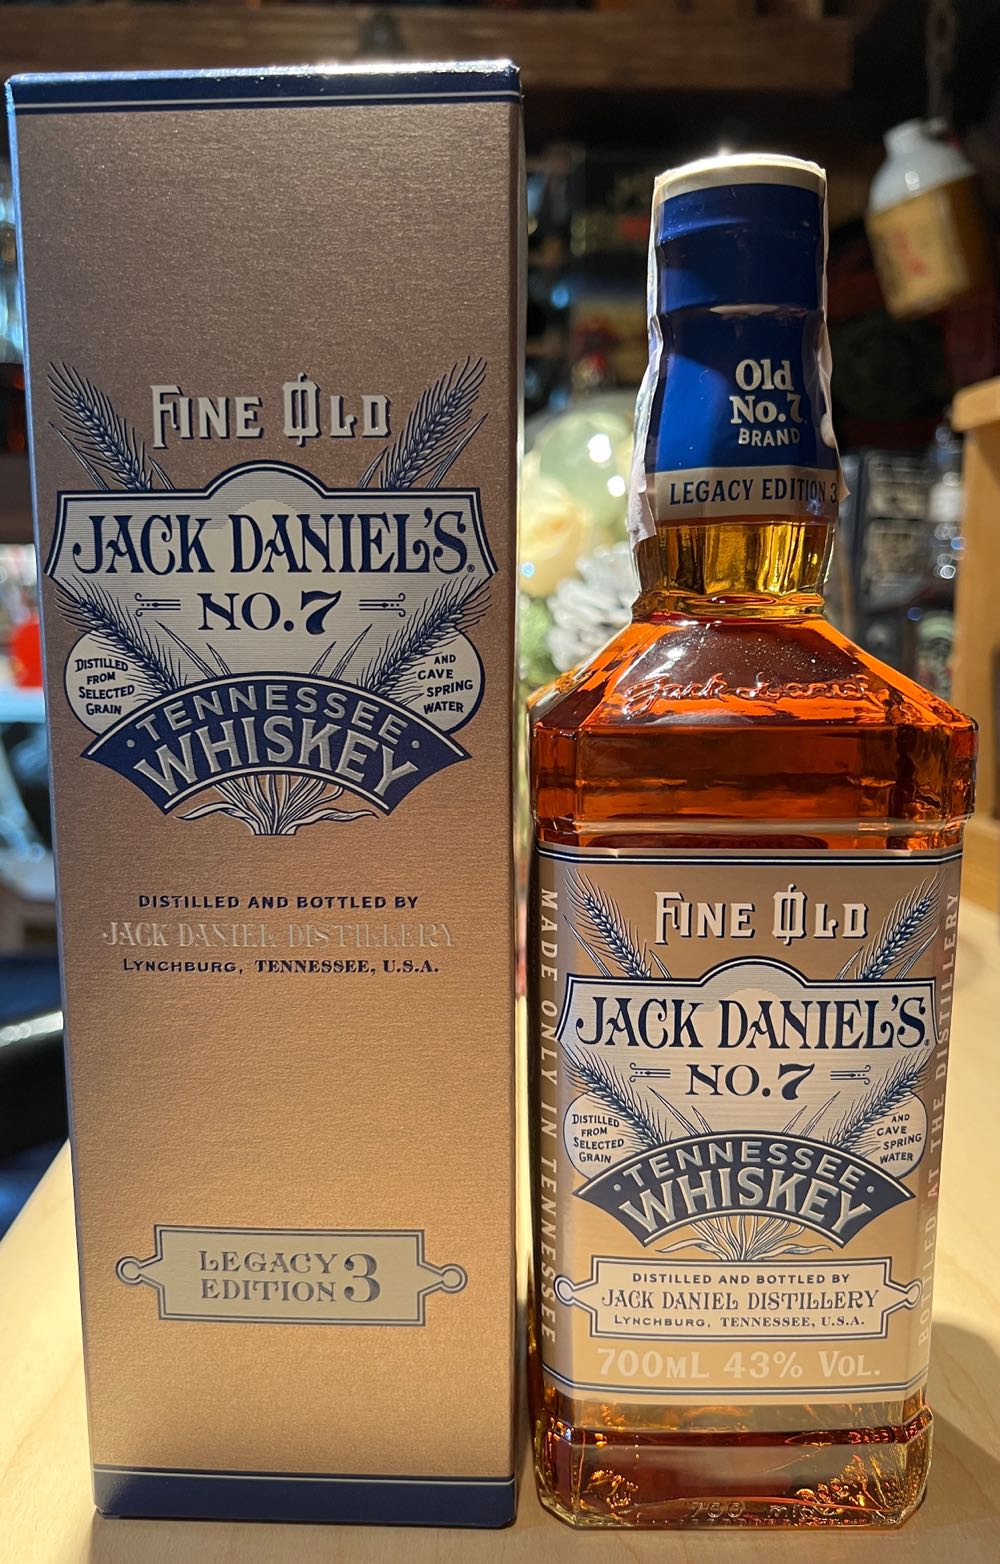 FINE OLD
JACK DANIEL'S
NO.7
DISTILLED
FROM
SELECTED
GRAIN
AND
CAVE
SPRING
WATER
TENNESSEE
WHISKEY
DISTILLED AND BOTTLED BY
JACK DANIEL DISTILLERY
LYNCHBURG, TENNESSEE, U.S.A.
LEGACY
EDITION 3
Old
No.7
BRAND
LEGACY EDITION 3
Jack Daniel
MADE ONLY IN TENNESSEE
FINE OLD
JACK DANIEL'S
NO.7
DISTILLED
FROM
SELECTED
GRAIN
AND
CAVE
SPRING
WATER
TENNESSEE
WHISKEY
DISTILLED AND BOTTLED BY
JACK DANIEL DISTILLERY
LYNCHBURG, TENNESSEE, U.S.A.
700ML 43% VOL.
BOTTLED AT THE DISTILLERY